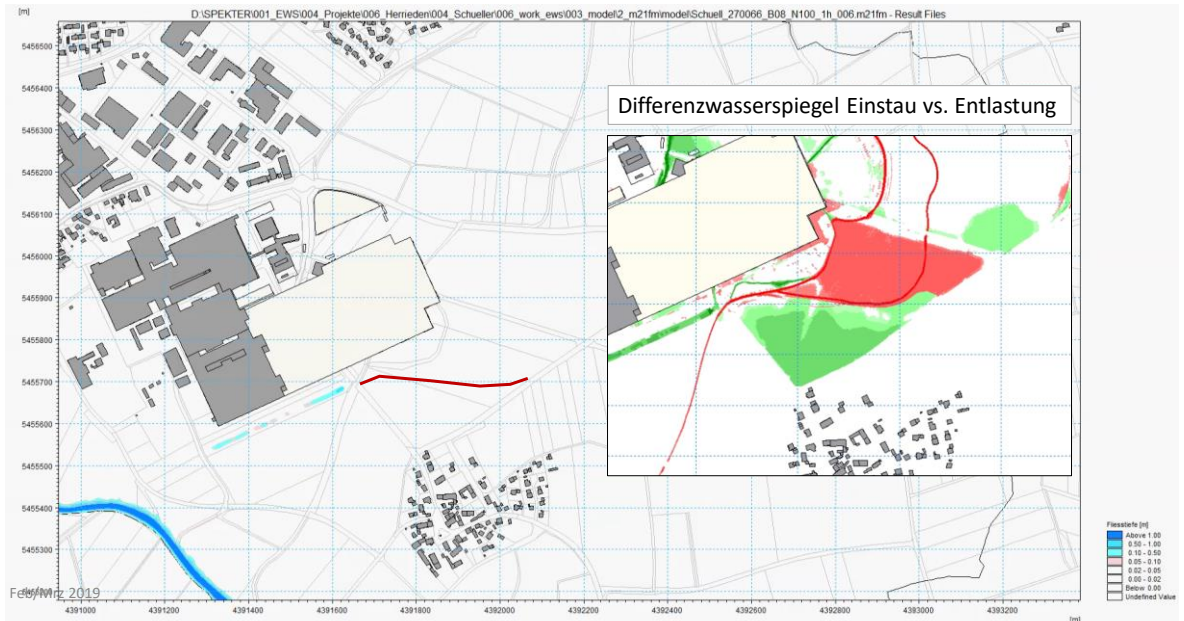 D:\SPEKTER\001_EWS\004_Projekte\006_Herrieden\004_Schueller\006_work_ews\003_model\2_m21fm\model\Schuell_270066_B08_N100_1h_006.m21fm - Result Files
[m]
5456500
5456400
5456300
5456200
5456100
5456000
5455900
5455800
5455700
5455600
5455500
5455400
5455300
Differenzwasserspiegel Einstau vs. Entlastung
Feb/Mrz 2019
4391000
4391200
4391400
4391600
4391800
4392000
4392200
4392400
4392600
4392800
4393000
4393200
[m]
Fliesstiefe [m]
Above 1.00
0.50 - 1.00
0.10 - 0.50
0.05 - 0.10
0.02 - 0.05
0.00 - 0.02
Below 0.00
Undefined Value